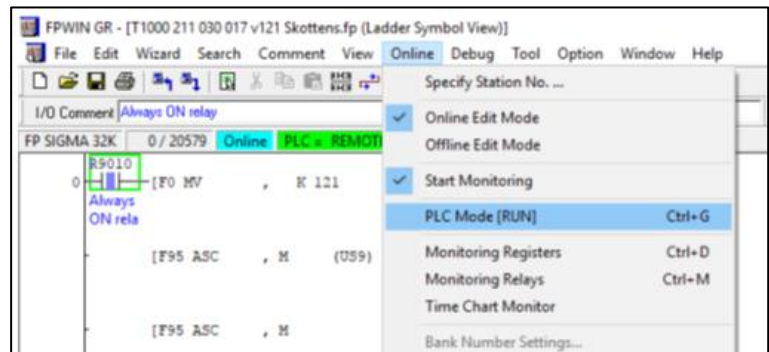 FPWIN GR - [T1000 211 030 017 v121 Skottens.fp (Ladder Symbol View)]
File Edit Wizard Search Comment View Online Debug Tool Option Window Help
I/O Comment Always ON relay
FP SIGMA 32K 0 / 20579 Online PLC = REMOT
R9010
0 [F0 MV , K 121
Always
ON rela
[F95 ASC , M (US9)
[F95 ASC , M
Specify Station No. ...
Online Edit Mode
Offline Edit Mode
Start Monitoring
PLC Mode [RUN] Ctrl+G
Monitoring Registers Ctrl+D
Monitoring Relays Ctrl+M
Time Chart Monitor
Bank Number Settings...